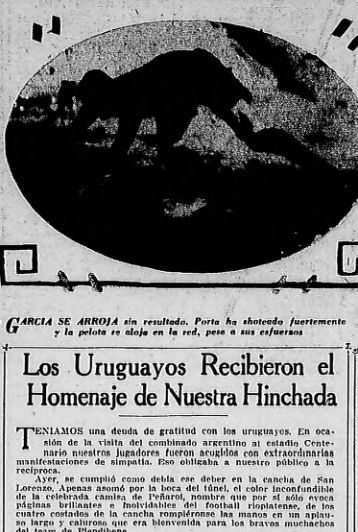 GARCIA SE ARROJA sin resultado. Porta ha shoteado fuertemente
y la pelota se aloja en la red, pese a sus esfuerzos
Los Uruguayos Recibieron el
Homenaje de Nuestra Hinchada
TENIAMOS una deuda de gratitud con los uruguayos. En oca-
sión de la visita del combinado argentino al estadio Cente-
nario nuestros jugadores fueron acogidos con extraordinarias
manifestaciones de simpatía. Eso obligaba a nuestro público a la
recíproca.
Ayer, se cumplió como debía ese deber en la cancha de San
Lorenzo. Apenas asomó por la boca del túnel, el color inconfundible
de la celebrada camisa de Peñarol, nombre que por sí sólo evoca
páginas brillantes e inolvidables del football rioplatense, de los
cuatro costados de la cancha rompiéronse las manos en un aplau-
so largo y caluroso que era bienvenida para los bravos muchachos
del team de Plendibene.